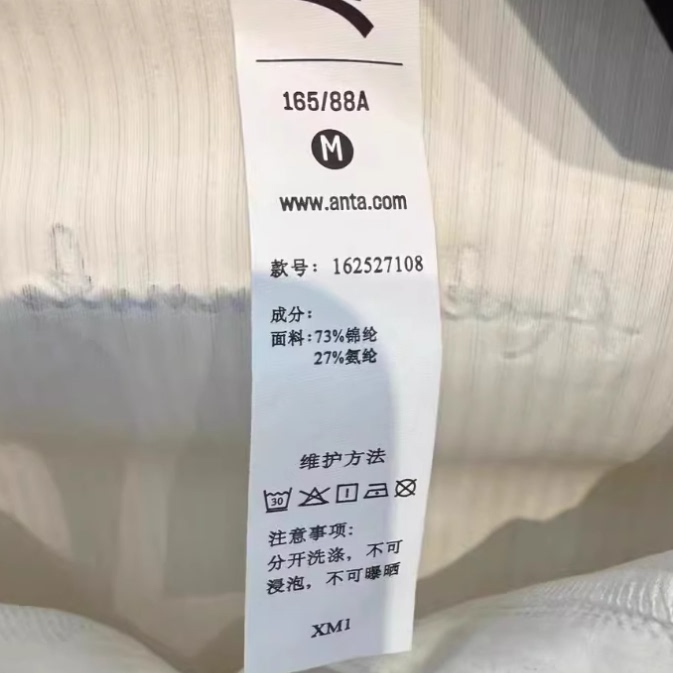 165/88A
M
www.anta.com
款号：162527108
成分：
面料：73%锦纶
27%氨纶
维护方法
30
注意事项：
分开洗涤，不可
浸泡，不可曝晒
XM1